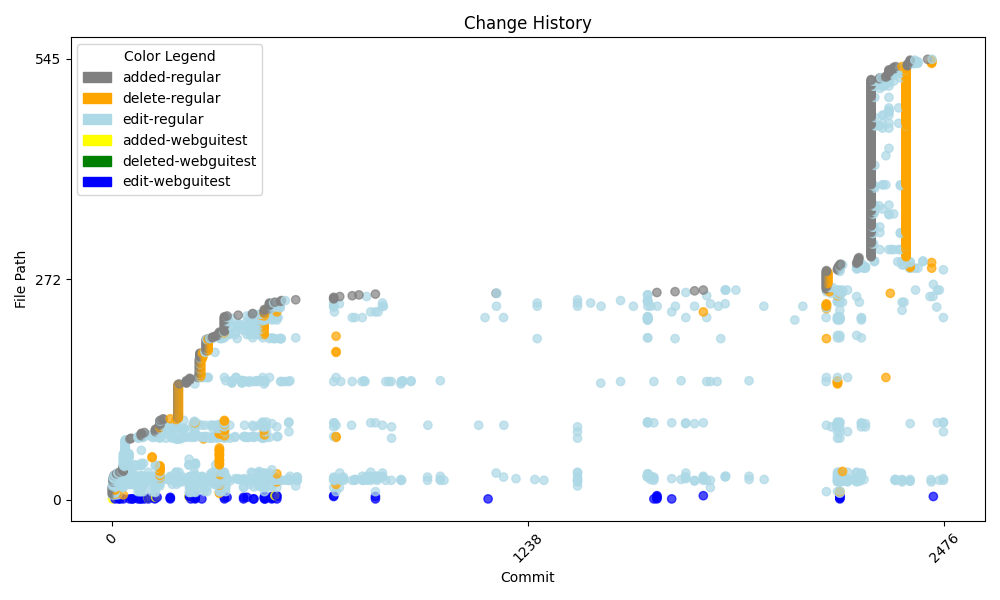 Change History
Color Legend
added-regular
delete-regular
edit-regular
added-webguitest
deleted-webguitest
edit-webguitest
545
272
0
File Path
0
1238
2476
Commit